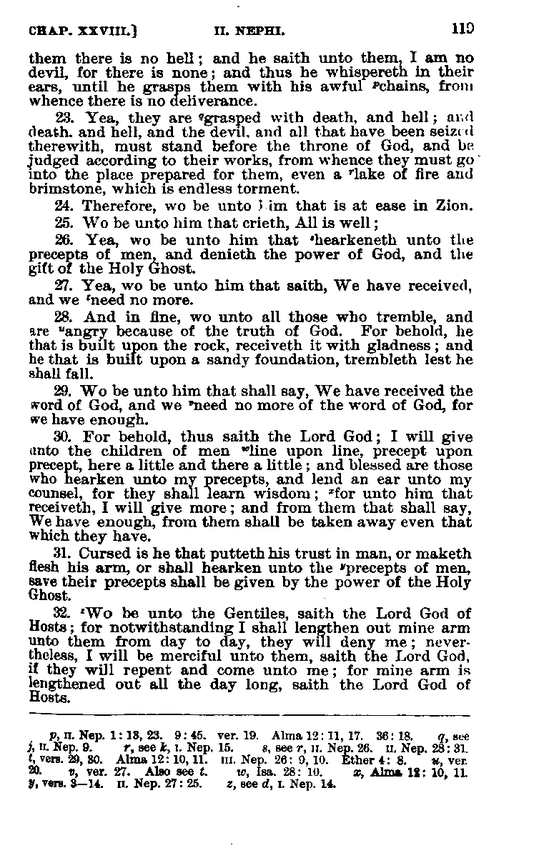 CHAP. XXVIII.] II. NEPHI. 119
them there is no hell; and he saith unto them, I am no
devil, for there is none; and thus he whispereth in their
ears, until he grasps them with his awful ᵖchains, from
whence there is no deliverance.
23. Yea, they are ᑫgrasped with death, and hell; and
death, and hell, and the devil, and all that have been seized
therewith, must stand before the throne of God, and be
judged according to their works, from whence they must go
into the place prepared for them, even a ʳlake of fire and
brimstone, which is endless torment.
24. Therefore, wo be unto him that is at ease in Zion.
25. Wo be unto him that crieth, All is well;
26. Yea, wo be unto him that ˢhearkeneth unto the
precepts of men, and denieth the power of God, and the
gift of the Holy Ghost.
27. Yea, wo be unto him that saith, We have received,
and we ᵗneed no more.
28. And in fine, wo unto all those who tremble, and
are ᵘangry because of the truth of God. For behold, he
that is built upon the rock, receiveth it with gladness; and
he that is built upon a sandy foundation, trembleth lest he
shall fall.
29. Wo be unto him that shall say, We have received the
word of God, and we ᵛneed no more of the word of God, for
we have enough.
30. For behold, thus saith the Lord God; I will give
unto the children of men ʷline upon line, precept upon
precept, here a little and there a little; and blessed are those
who hearken unto my precepts, and lend an ear unto my
counsel, for they shall learn wisdom; ˣfor unto him that
receiveth, I will give more; and from them that shall say,
We have enough, from them shall be taken away even that
which they have.
31. Cursed is he that putteth his trust in man, or maketh
flesh his arm, or shall hearken unto the ʸprecepts of men,
save their precepts shall be given by the power of the Holy
Ghost.
32. ᶻWo be unto the Gentiles, saith the Lord God of
Hosts; for notwithstanding I shall lengthen out mine arm
unto them from day to day, they will deny me; never-
theless, I will be merciful unto them, saith the Lord God,
if they will repent and come unto me; for mine arm is
lengthened out all the day long, saith the Lord God of
Hosts.
p, II. Nep. 1:18, 23. 9:45. ver. 19. Alma 12:11, 17. 36:18. q, see
j, II. Nep. 9. r, see k, I. Nep. 15. s, see r, II. Nep. 26. II. Nep. 28:31.
t, vers. 29, 30. Alma 12:10, 11. III. Nep. 26:9, 10. Ether 4:8. u, ver.
20. v, ver. 27. Also see t. w, Isa. 28:10. x, Alma 12:10, 11.
y, vers. 3—14. II. Nep. 27:25. z, see d, I. Nep. 14.